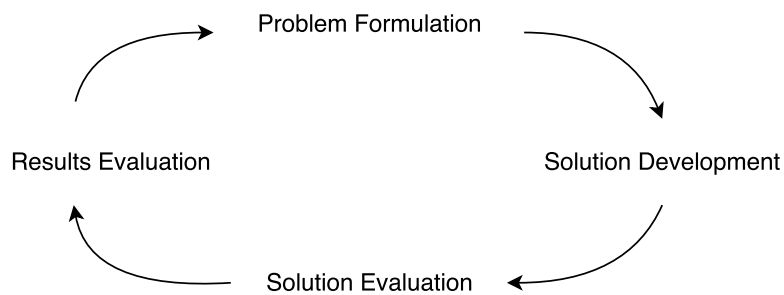 Problem Formulation
Results Evaluation
Solution Development
Solution Evaluation